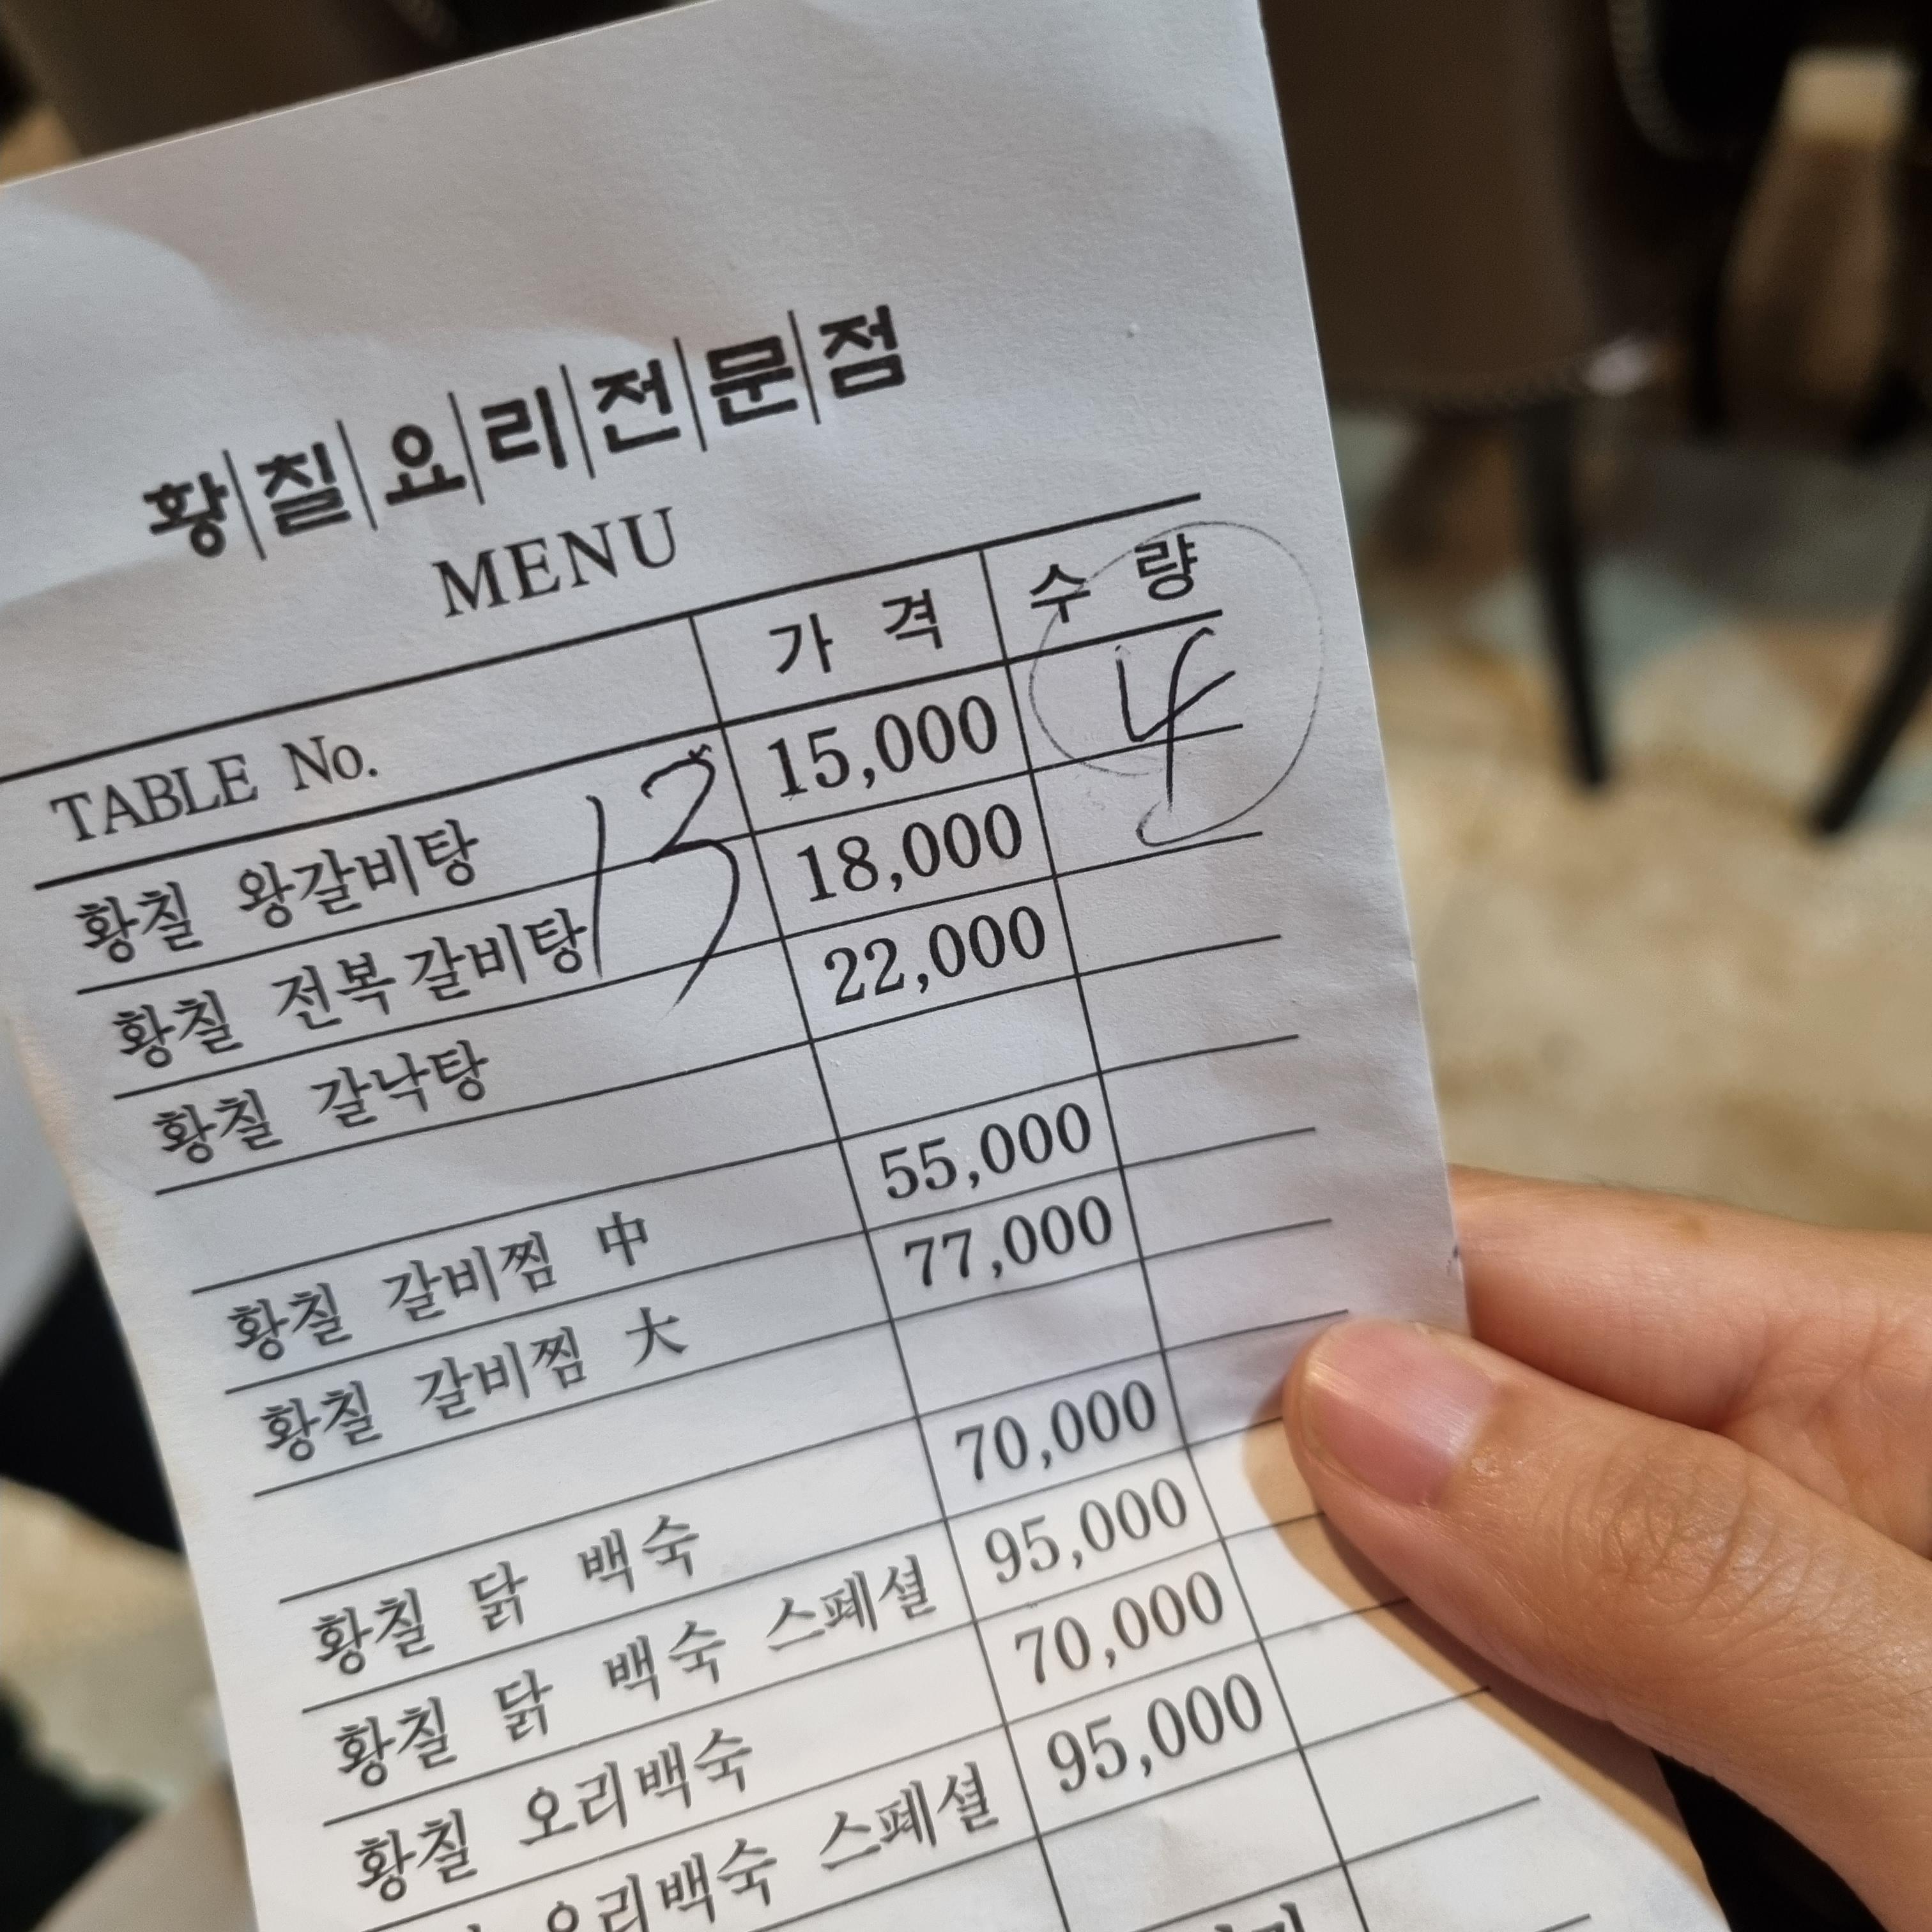 황칠요리전문점
MENU
TABLE No. 가 격 수 량
황칠 왕갈비탕 13 15,000 4
황칠 전복갈비탕 18,000
황칠 갈낙탕 22,000
황칠 갈비찜 中 55,000
황칠 갈비찜 大 77,000
황칠 닭 백숙 70,000
황칠 닭 백숙 스페셜 95,000
황칠 오리백숙 70,000
오리백숙 스페셜 95,000